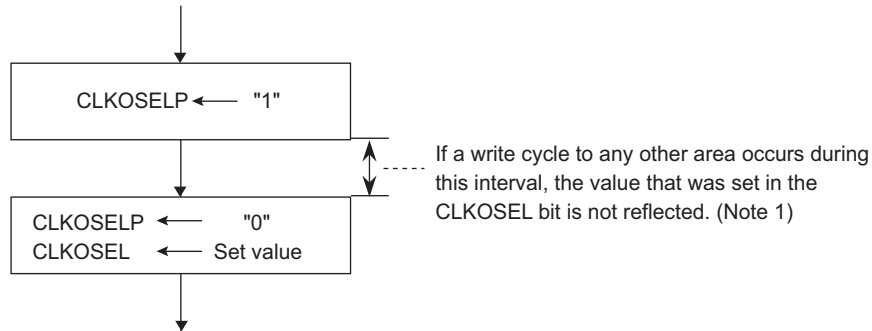 CLKOSELP ← "1"
If a write cycle to any other area occurs during
this interval, the value that was set in the
CLKOSEL bit is not reflected. (Note 1)
CLKOSELP ← "0"
CLKOSEL ← Set value